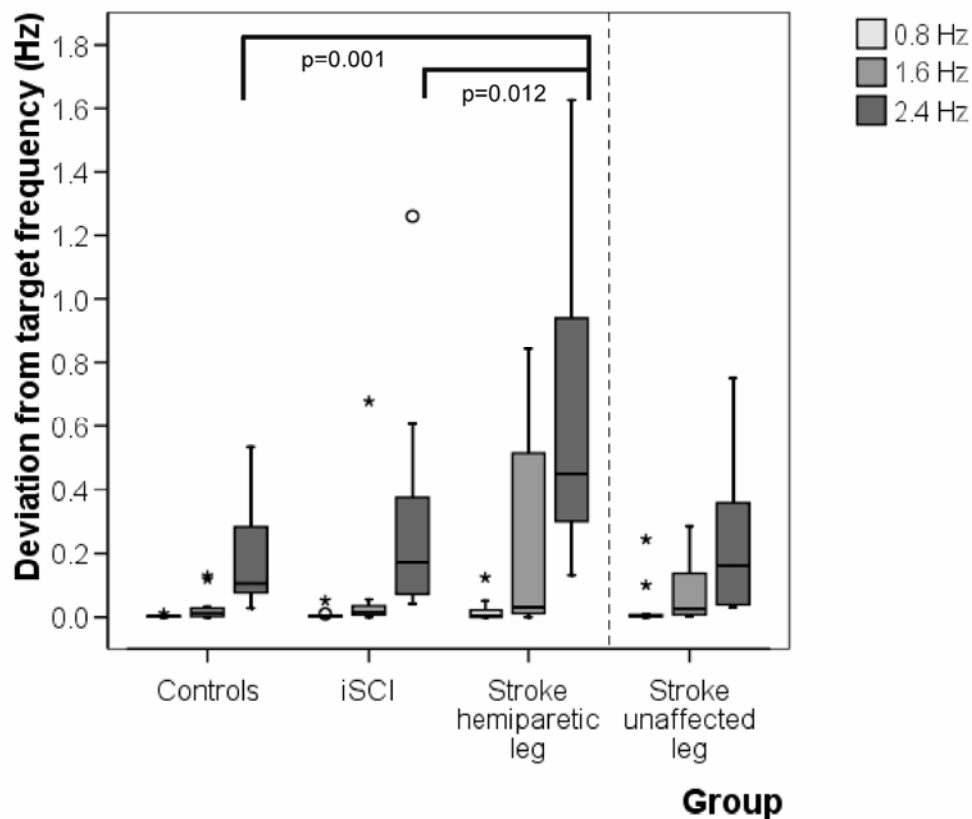 Deviation from target frequency (Hz)
1.8
1.6
1.4
1.2
1.0
0.8
0.6
0.4
0.2
0.0
p=0.001
p=0.012
0.8 Hz
1.6 Hz
2.4 Hz
Controls
iSCI
Stroke
hemiparetic
leg
Stroke
unaffected
leg
Group